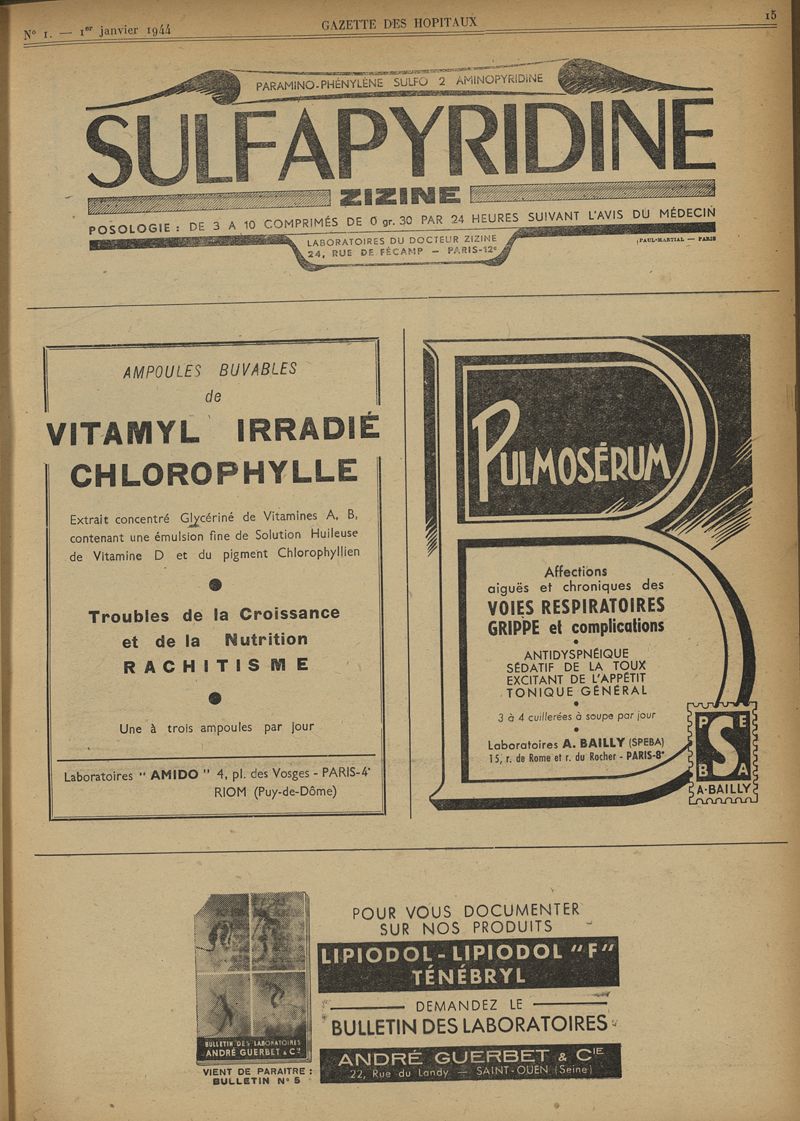 N° 1. — 1er janvier 1944
GAZETTE DES HOPITAUX
15
PARAMINO-PHÉNYLÈNE SULFO 2 AMINOPYRIDINE
SULFAPYRIDINE
ZIZINE
POSOLOGIE : DE 3 A 10 COMPRIMÉS DE 0 gr. 30 PAR 24 HEURES SUIVANT L'AVIS DU MÉDECIN
LABORATOIRES DU DOCTEUR ZIZINE
24, RUE DE FÉCAMP — PARIS-12e
PAUL-MARTIAL — PARIS
AMPOULES BUVABLES
de
VITAMYL IRRADIÉ
CHLOROPHYLLE
Extrait concentré Glycériné de Vitamines A, B,
contenant une émulsion fine de Solution Huileuse
de Vitamine D et du pigment Chlorophyllien
Troubles de la Croissance
et de la Nutrition
RACHITISME
Une à trois ampoules par jour
Laboratoires " AMIDO " 4, pl. des Vosges - PARIS-4e
RIOM (Puy-de-Dôme)
PULMOSÉRUM
Affections
aiguës et chroniques des
VOIES RESPIRATOIRES
GRIPPE et complications
ANTIDYSPNÉIQUE
SÉDATIF DE LA TOUX
EXCITANT DE L'APPÉTIT
TONIQUE GÉNÉRAL
3 à 4 cuillerées à soupe par jour
Laboratoires A. BAILLY (SPEBA)
15, r. de Rome et r. du Rocher - PARIS-8e
P E
S
B A
A·BAILLY
BULLETIN DES LABORATOIRES
ANDRÉ GUERBET & Cie
VIENT DE PARAITRE :
BULLETIN N° 5
POUR VOUS DOCUMENTER
SUR NOS PRODUITS
LIPIODOL - LIPIODOL "F"
TÉNÉBRYL
DEMANDEZ LE
BULLETIN DES LABORATOIRES
ANDRÉ GUERBET & CIE
22, Rue du Landy — SAINT-OUEN (Seine)